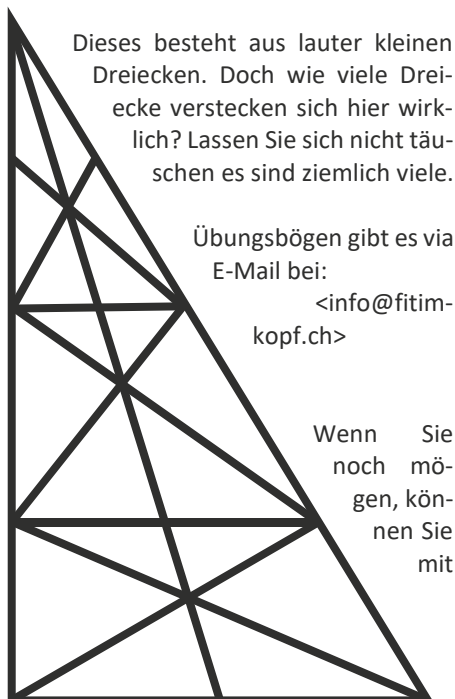 Dieses besteht aus lauter kleinen
Dreiecken. Doch wie viele Drei-
ecke verstecken sich hier wirk-
lich? Lassen Sie sich nicht täu-
schen es sind ziemlich viele.
Übungsbögen gibt es via
E-Mail bei:
<info@fitim-
kopf.ch>
Wenn Sie
noch mö-
gen, kön-
nen Sie
mit